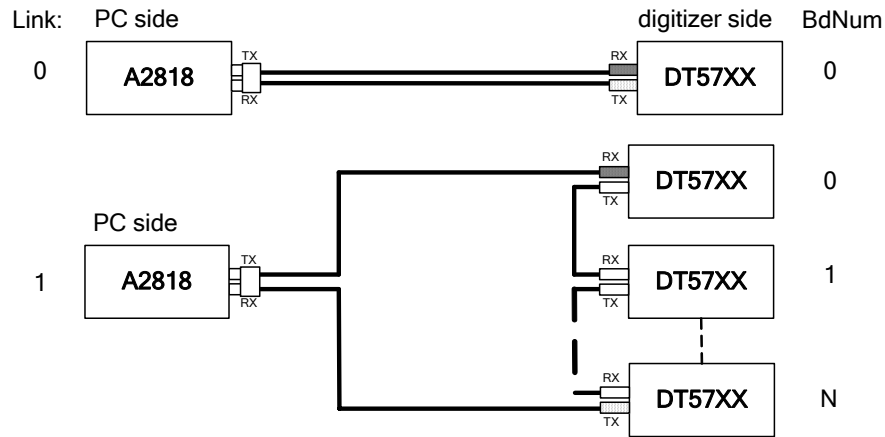 Link: PC side digitizer side BdNum
TX RX
0 A2818 DT57XX 0
RX TX
RX
DT57XX 0
TX
PC side
TX RX
1 A2818 DT57XX 1
RX TX
RX
DT57XX N
TX